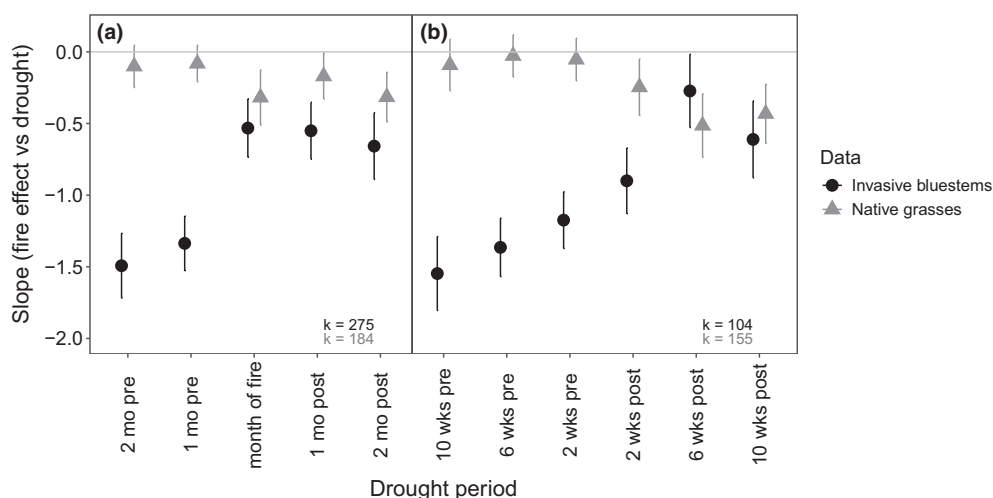 (a)
(b)
Slope (fire effect vs drought)
0.0
−0.5
−1.0
−1.5
−2.0
k = 275
k = 184
k = 104
k = 155
2 mo pre
1 mo pre
month of fire
1 mo post
2 mo post
10 wks pre
6 wks pre
2 wks pre
2 wks post
6 wks post
10 wks post
Drought period
Data
Invasive bluestems
Native grasses